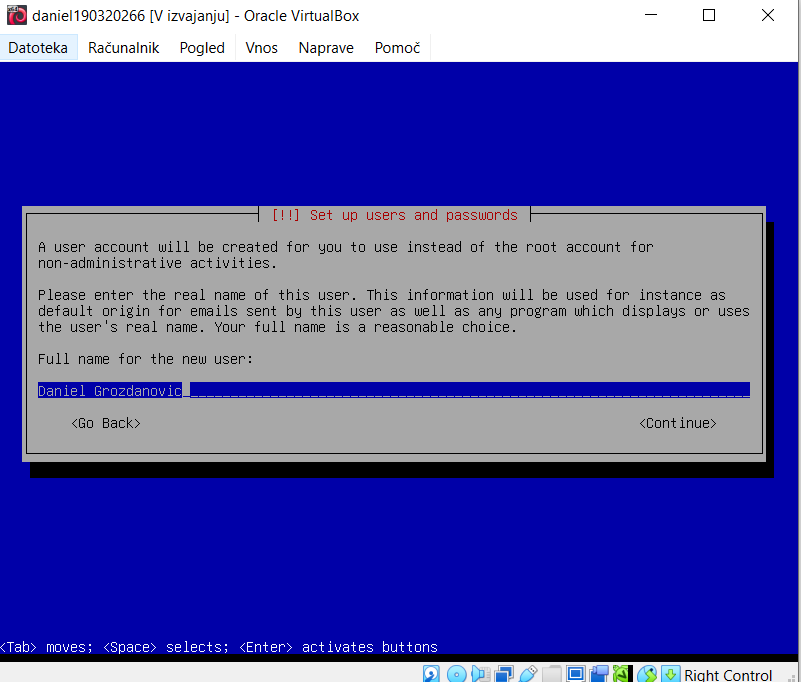 daniel190320266 [V izvajanju] - Oracle VirtualBox
Datoteka Računalnik Pogled Vnos Naprave Pomoč
[!!] Set up users and passwords
A user account will be created for you to use instead of the root account for
non-administrative activities.
Please enter the real name of this user. This information will be used for instance as
default origin for emails sent by this user as well as any program which displays or uses
the user's real name. Your full name is a reasonable choice.
Full name for the new user:
Daniel Grozdanovic
<Go Back> <Continue>
<Tab> moves; <Space> selects; <Enter> activates buttons
Right Control